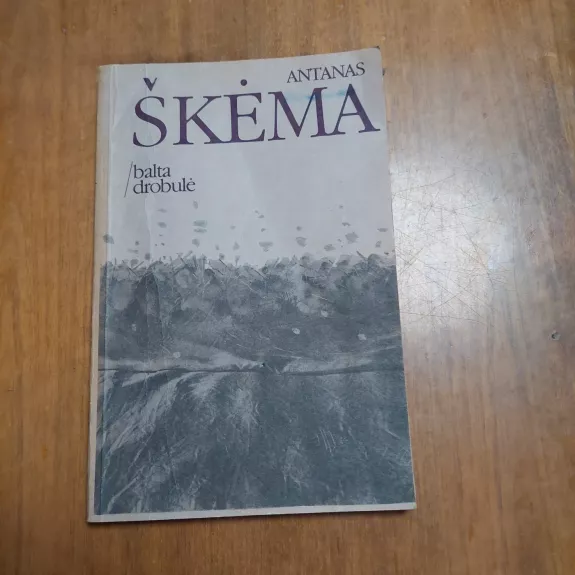 ANTANAS
ŠKĖMA
/balta
drobulė